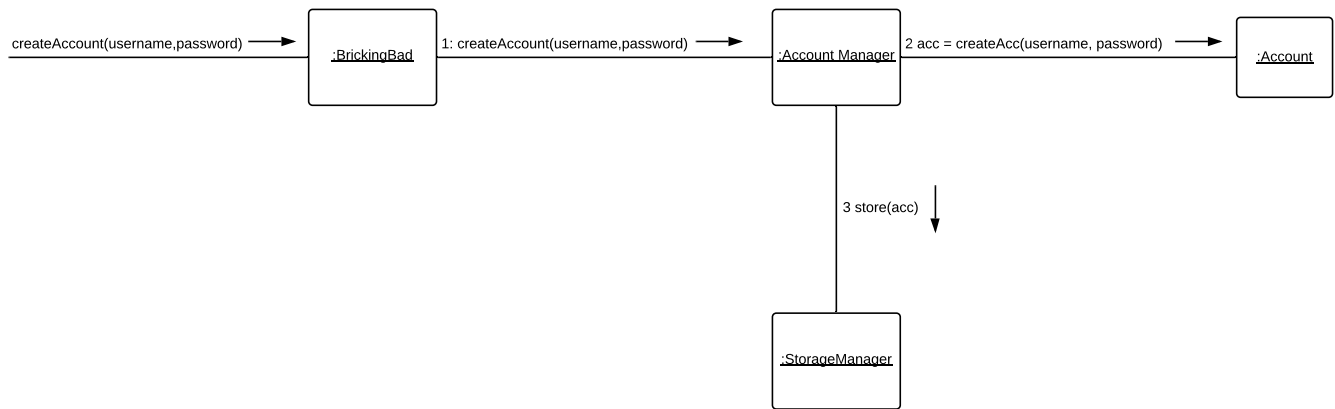 createAccount(username,password)
:BrickingBad
1: createAccount(username,password)
:Account Manager
2 acc = createAcc(username, password)
:Account
3 store(acc)
:StorageManager